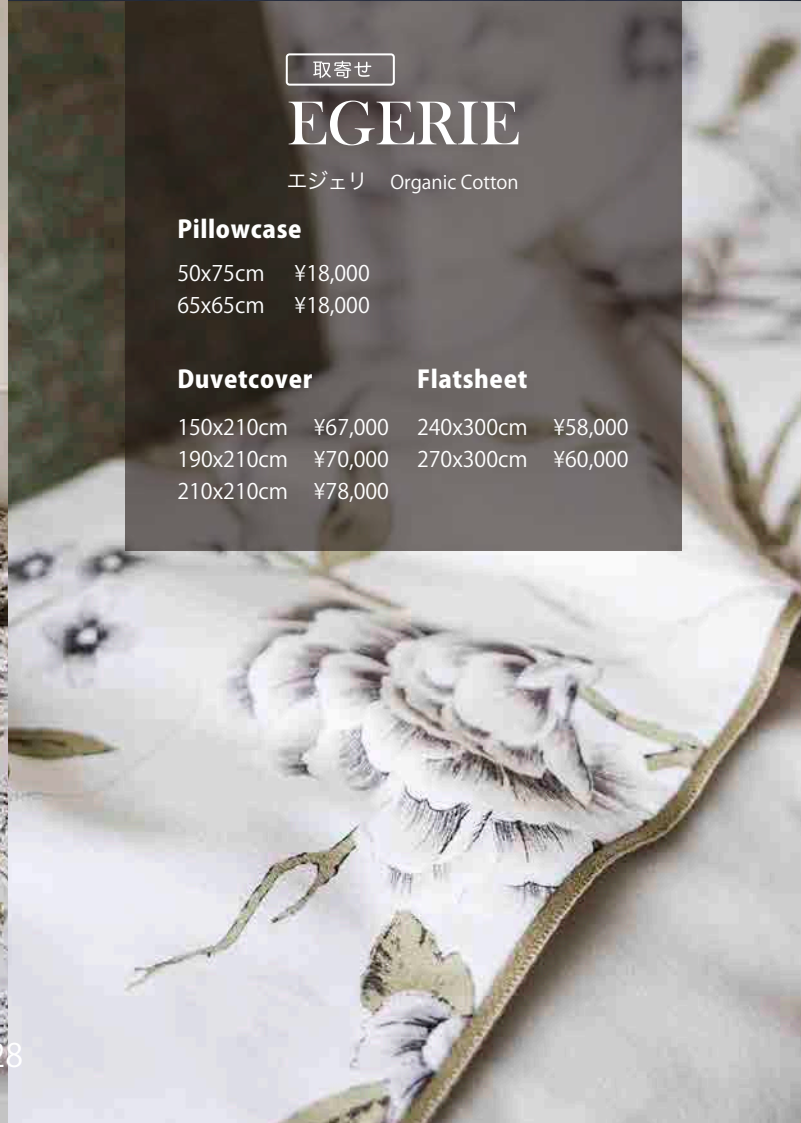 取寄せ
EGERIE
エジェリ Organic Cotton
Pillowcase
50x75cm ¥18,000
65x65cm ¥18,000
Duvetcover
150x210cm ¥67,000
190x210cm ¥70,000
210x210cm ¥78,000
Flatsheet
240x300cm ¥58,000
270x300cm ¥60,000
28